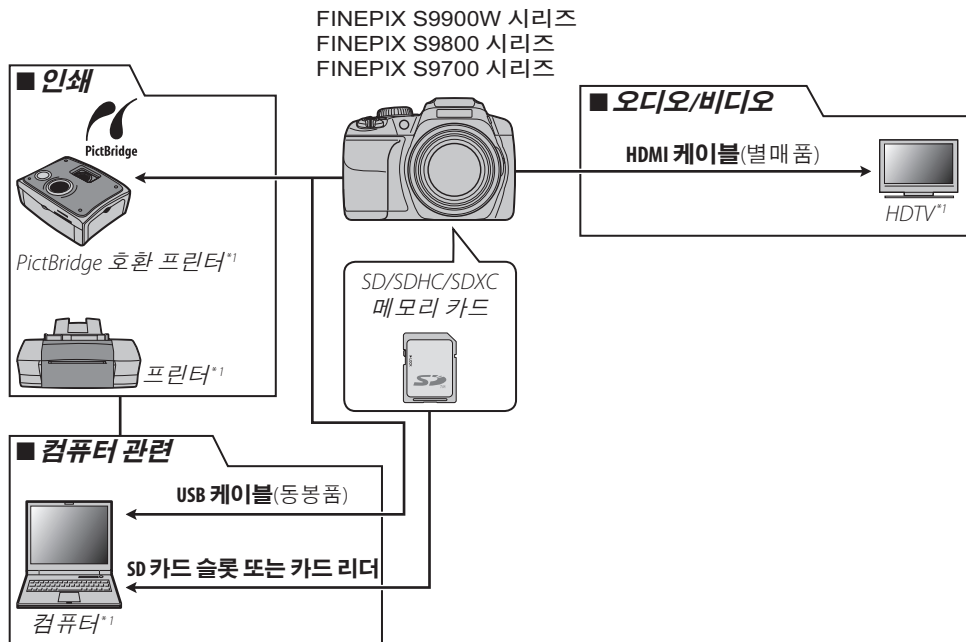 FINEPIX S9900W 시리즈
FINEPIX S9800 시리즈
FINEPIX S9700 시리즈
■ 인쇄
PictBridge
PictBridge 호환 프린터*1
프린터*1
■ 오디오/비디오
HDMI 케이블(별매품)
HDTV*1
SD/SDHC/SDXC
메모리 카드
SD
■ 컴퓨터 관련
USB 케이블(동봉품)
SD 카드 슬롯 또는 카드 리더
컴퓨터*1